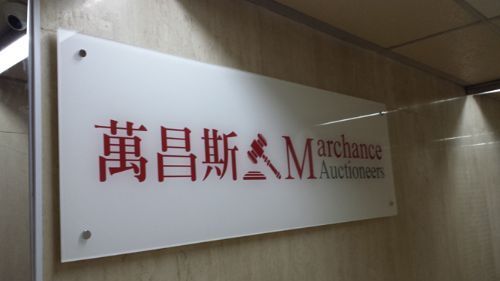 萬昌斯
Marchance
Auctioneers